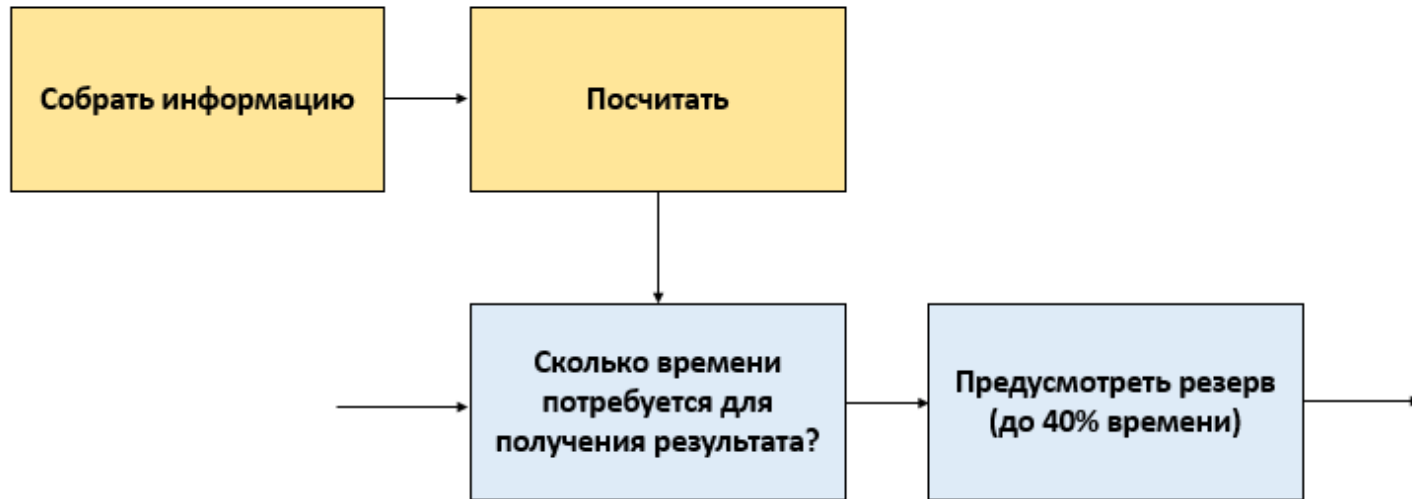 Собрать информацию
Посчитать
Сколько времени
потребуется для
получения результата?
Предусмотреть резерв
(до 40% времени)